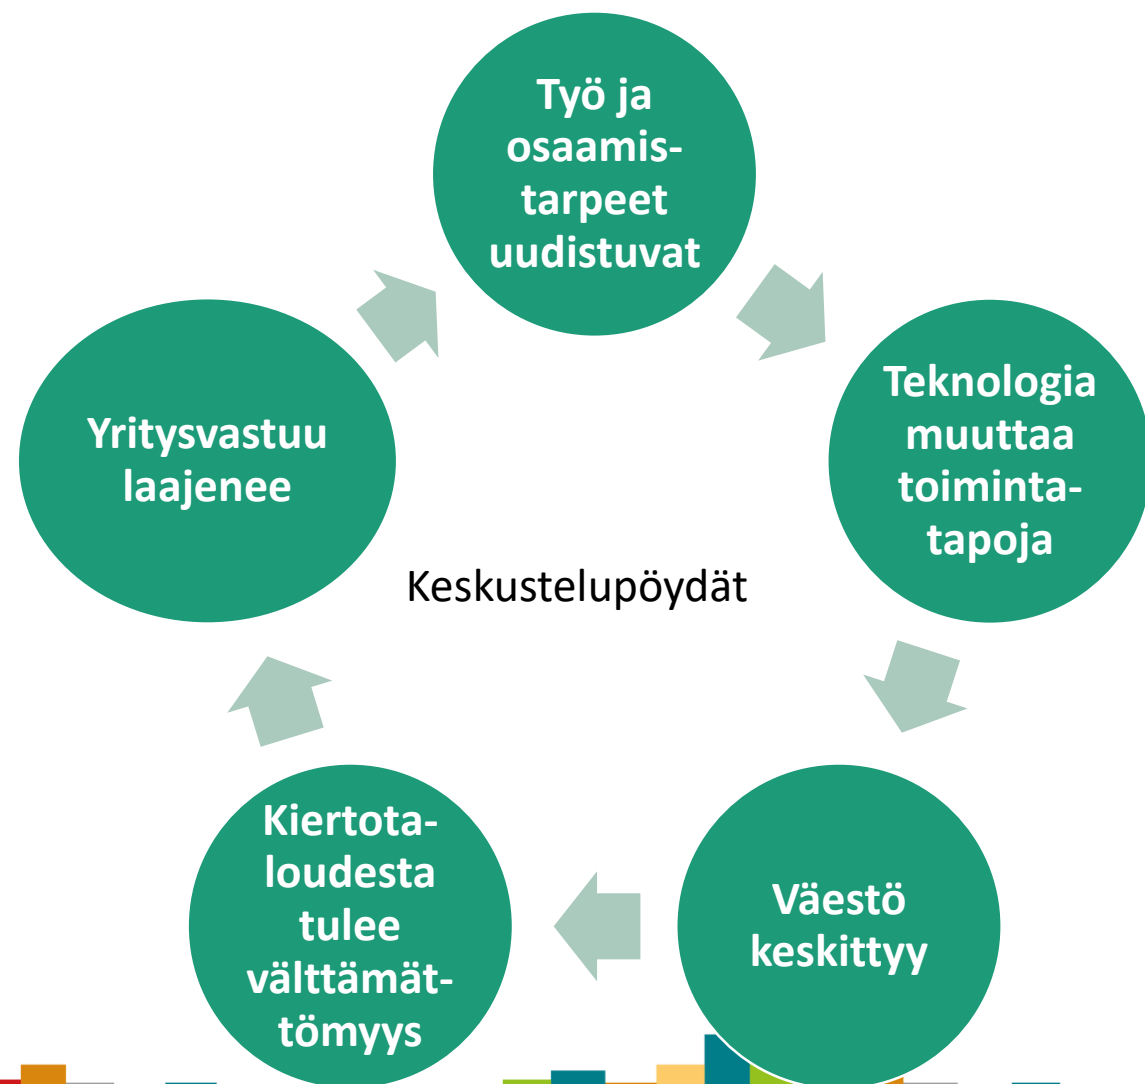 Työ ja
osaamis-
tarpeet
uudistuvat
Teknologia
muuttaa
toiminta-
tapoja
Väestö
keskittyy
Kiertota-
loudesta
tulee
välttämät-
tömyys
Yritysvastuu
laajenee
Keskustelupöydät